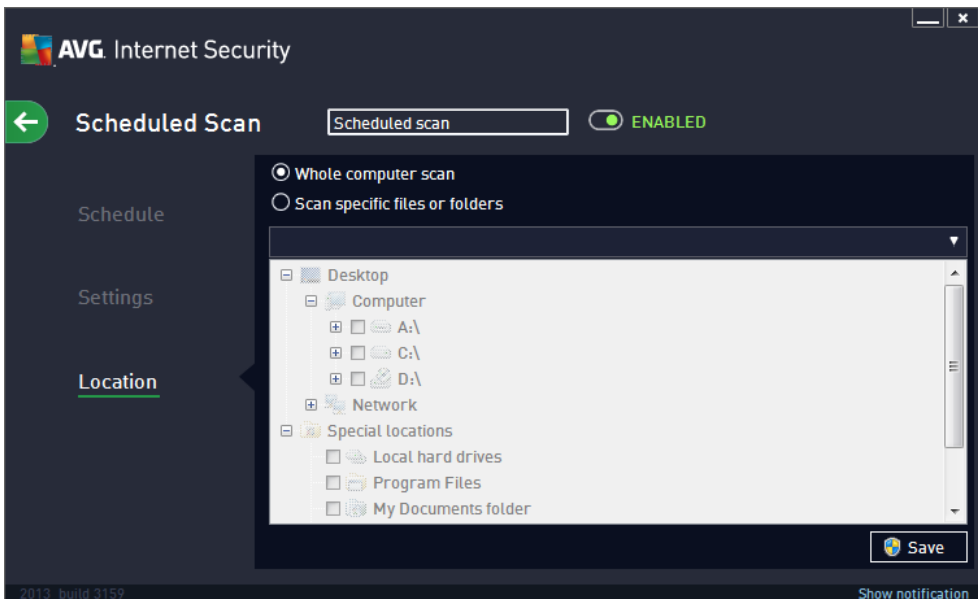 AVG. Internet Security
Scheduled Scan
Scheduled scan
ENABLED
Whole computer scan
Scan specific files or folders
Schedule
Settings
Location
Desktop
Computer
A:\
C:\
D:\
Network
Special locations
Local hard drives
Program Files
My Documents folder
Save
2013 build 3159
Show notification